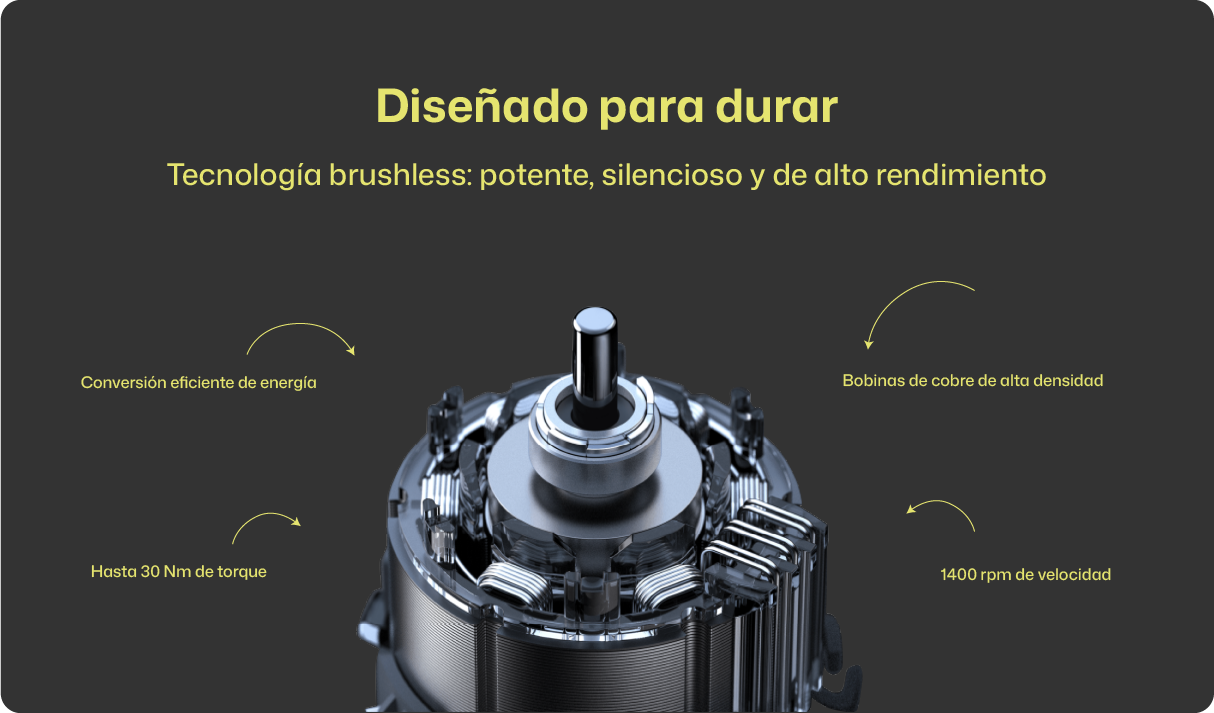 Diseñado para durar
Tecnología brushless: potente, silencioso y de alto rendimiento
Conversión eficiente de energía
Bobinas de cobre de alta densidad
Hasta 30 Nm de torque
1400 rpm de velocidad